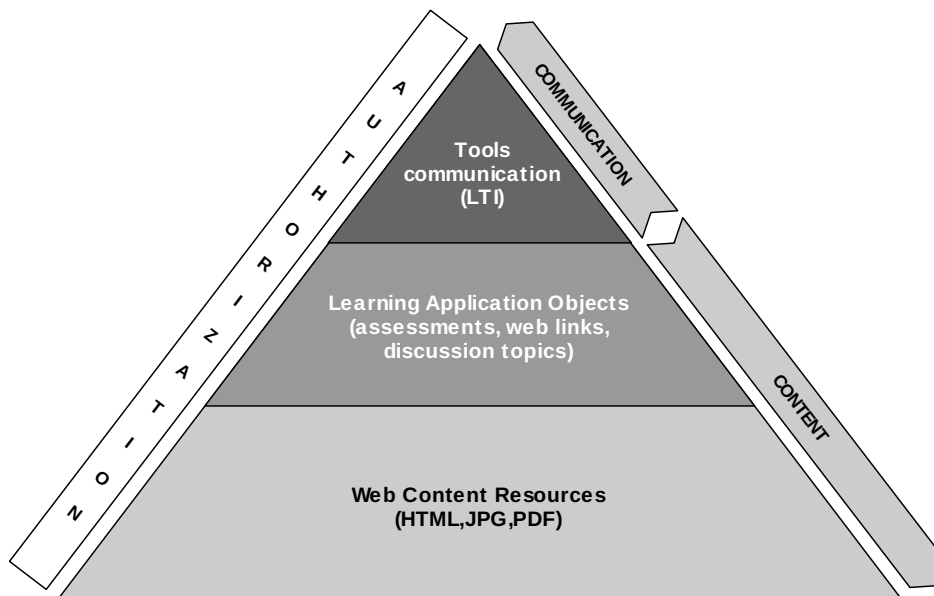 AUTHORIZATION
COMMUNICATION
Tools
communication
(LTI)
Learning Application Objects
(assessments, web links,
discussion topics)
CONTENT
Web Content Resources
(HTML,JPG,PDF)